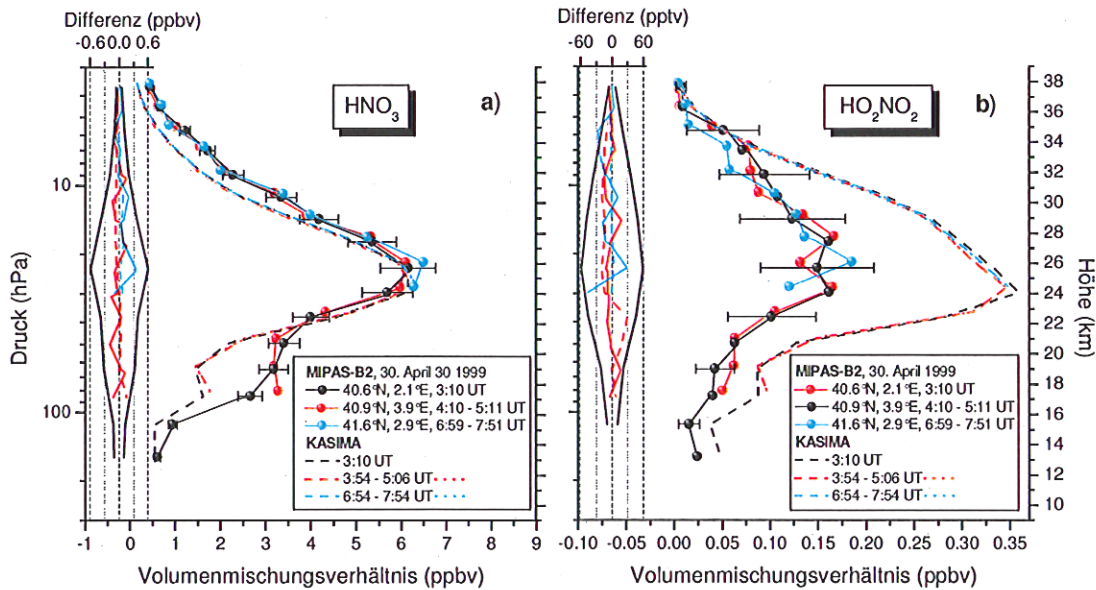 Differenz (ppbv)
-0.6 0.0 0.6
HNO3
a)
Druck (hPa)
10
100
MIPAS-B2, 30. April 30 1999
40.6°N, 2.1°E, 3:10 UT
40.9°N, 3.9°E, 4:10 - 5:11 UT
41.6°N, 2.9°E, 6:59 - 7:51 UT
KASIMA
3:10 UT
3:54 - 5:06 UT
6:54 - 7:54 UT
-1 0 1 2 3 4 5 6 7 8 9
Volumenmischungsverhältnis (ppbv)
Differenz (pptv)
-60 0 60
HO2NO2
b)
38
36
34
32
30
28
26
24
22
20
18
16
14
12
10
Höhe (km)
MIPAS-B2, 30. April 1999
40.6°N, 2.1°E, 3:10 UT
40.9°N, 3.9°E, 4:10 - 5:11 UT
41.6°N, 2.9°E, 6:59 - 7:51 UT
KASIMA
3:10 UT
3:54 - 5:06 UT
6:54 - 7:54 UT
-0.10 -0.05 0.00 0.05 0.10 0.15 0.20 0.25 0.30 0.35
Volumenmischungsverhältnis (ppbv)